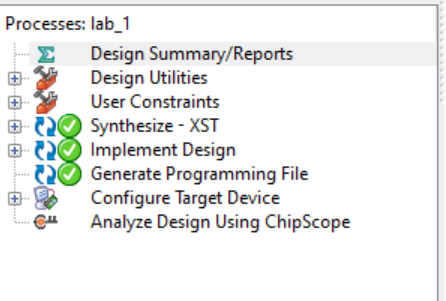 Processes: lab_1
Design Summary/Reports
Design Utilities
User Constraints
Synthesize - XST
Implement Design
Generate Programming File
Configure Target Device
Analyze Design Using ChipScope